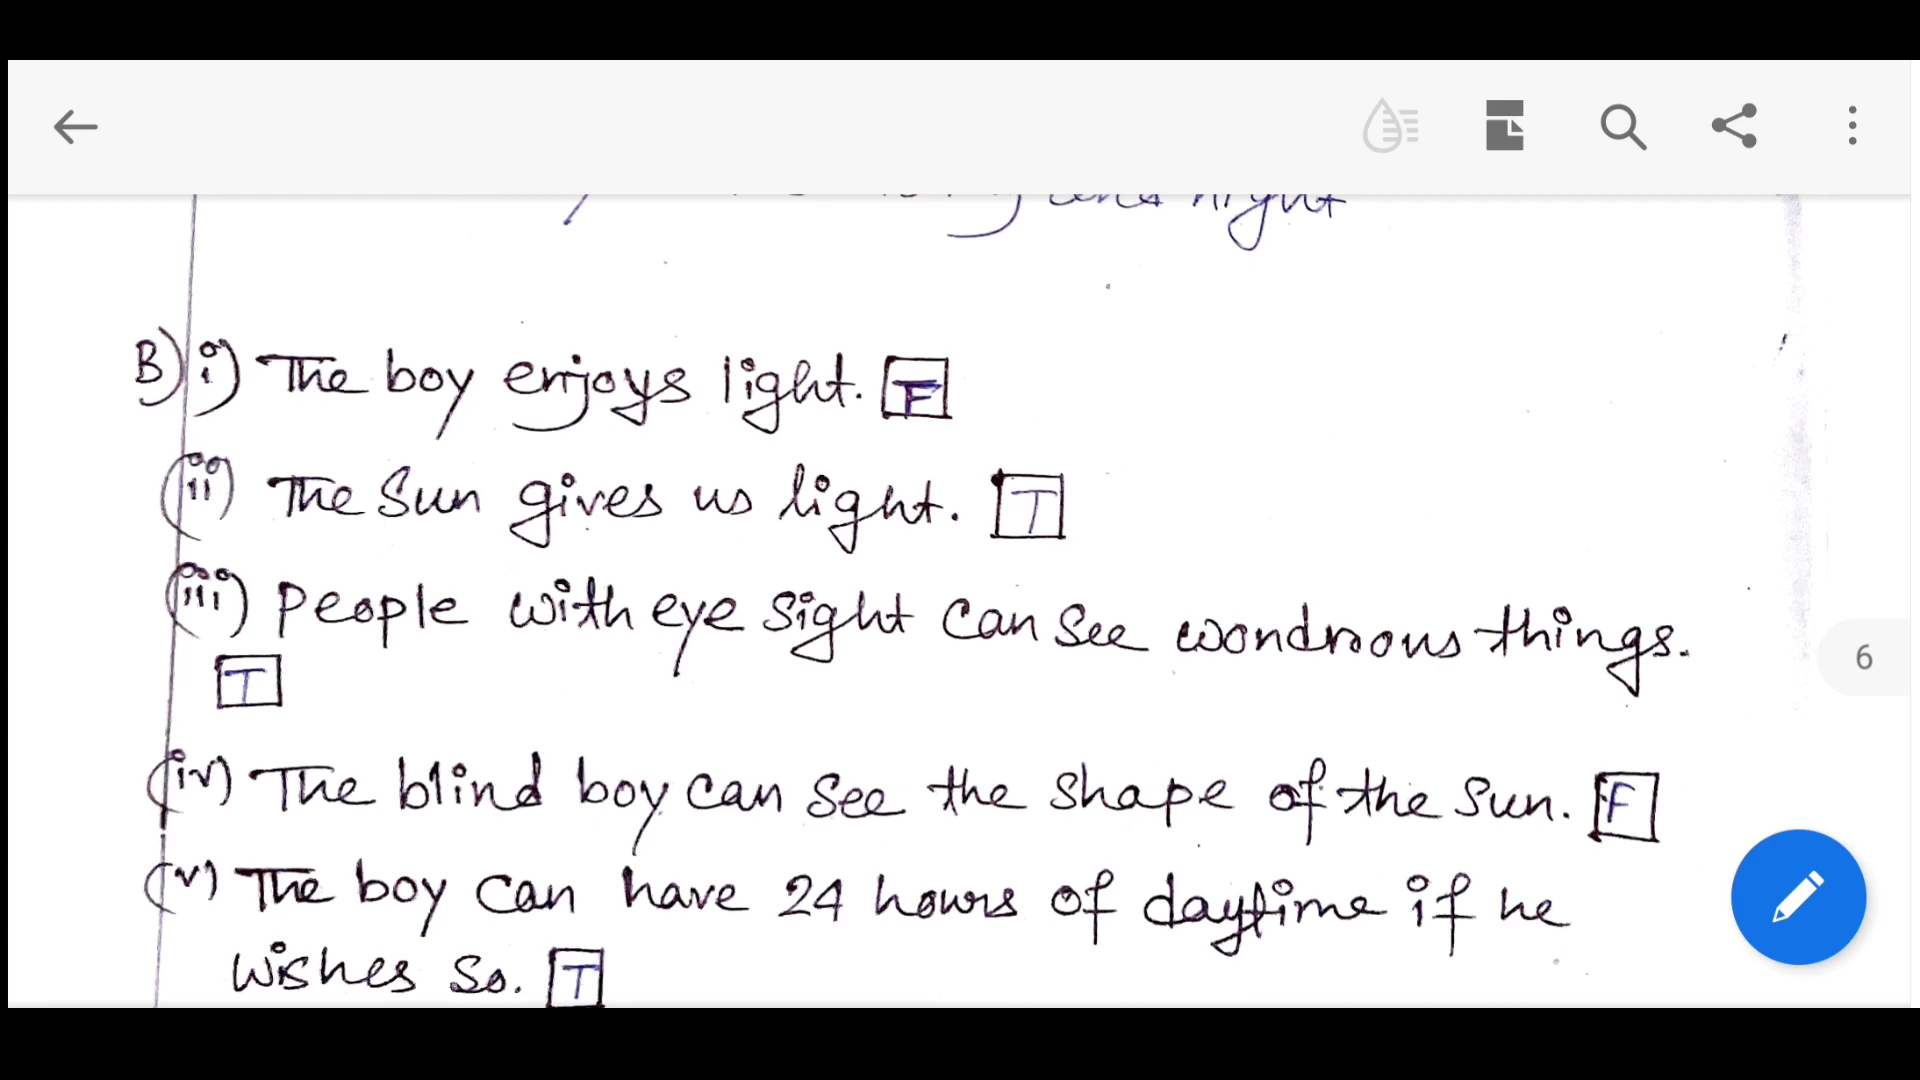 and night
B) i) The boy enjoys light. F
(ii) The Sun gives us light. T
(iii) People with eye sight can see wondrous things.
T
6
(iv) The blind boy can see the shape of the sun. F
(v) The boy can have 24 hours of daytime if he
wishes so. T